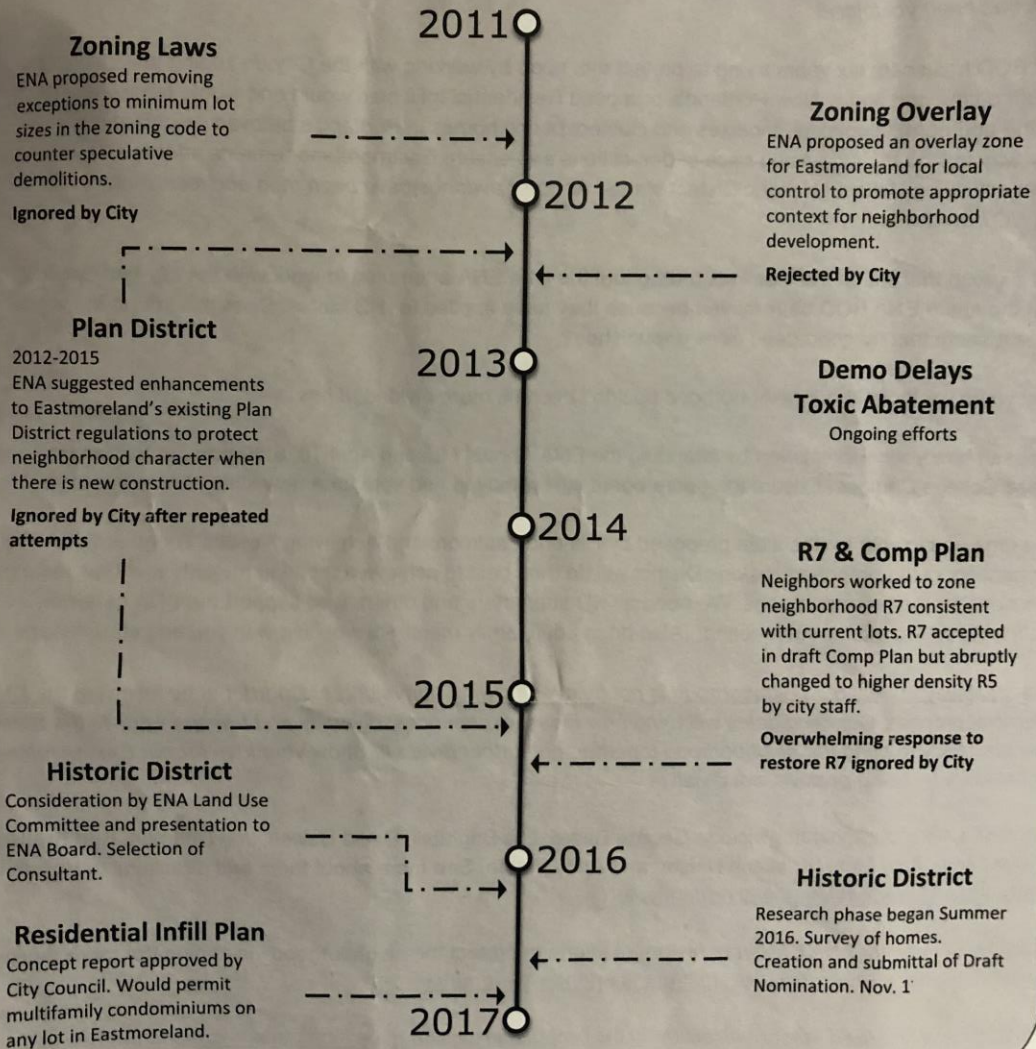 2011
Zoning Laws
ENA proposed removing
exceptions to minimum lot
sizes in the zoning code to
counter speculative
demolitions.
Ignored by City
Zoning Overlay
ENA proposed an overlay zone
for Eastmoreland for local
control to promote appropriate
context for neighborhood
development.
Rejected by City
2012
Plan District
2012-2015
ENA suggested enhancements
to Eastmoreland's existing Plan
District regulations to protect
neighborhood character when
there is new construction.
Ignored by City after repeated
attempts
2013
Demo Delays
Toxic Abatement
Ongoing efforts
2014
R7 & Comp Plan
Neighbors worked to zone
neighborhood R7 consistent
with current lots. R7 accepted
in draft Comp Plan but abruptly
changed to higher density R5
by city staff.
Overwhelming response to
restore R7 ignored by City
2015
Historic District
Consideration by ENA Land Use
Committee and presentation to
ENA Board. Selection of
Consultant.
2016
Historic District
Research phase began Summer
2016. Survey of homes.
Creation and submittal of Draft
Nomination. Nov. 1
Residential Infill Plan
Concept report approved by
City Council. Would permit
multifamily condominiums on
any lot in Eastmoreland.
2017